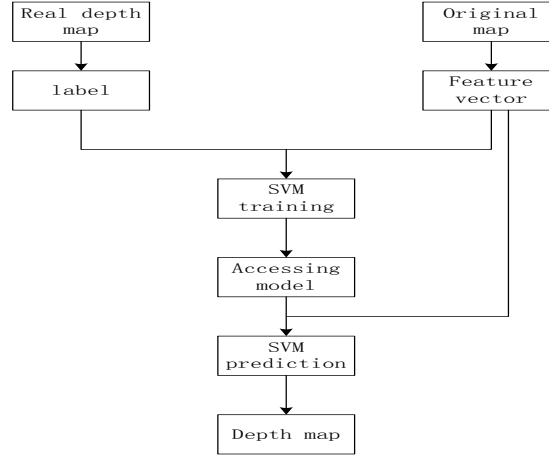 Real depth
map
Original
map
label
Feature
vector
SVM
training
Accessing
model
SVM
prediction
Depth map